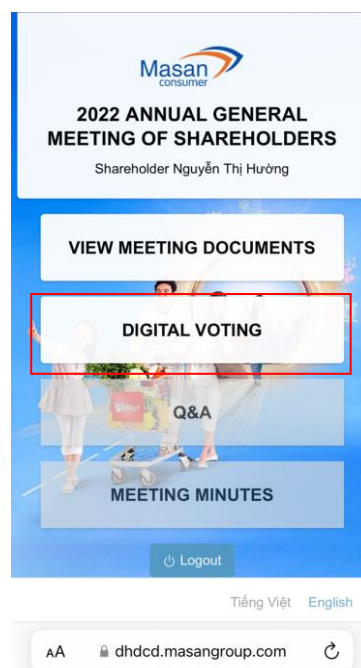 Masan
consumer
2022 ANNUAL GENERAL
MEETING OF SHAREHOLDERS
Shareholder Nguyễn Thị Hường
VIEW MEETING DOCUMENTS
DIGITAL VOTING
Q&A
MEETING MINUTES
Logout
Tiếng Việt English
AA dhdcd.masangroup.com